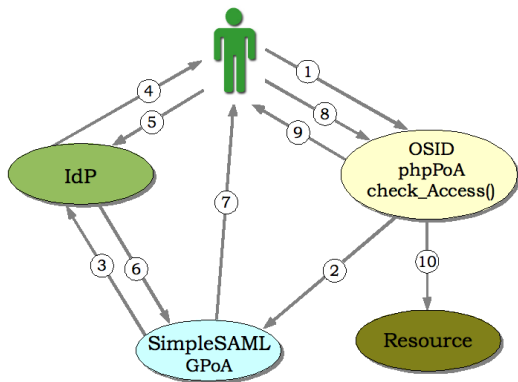 1
4
8
5
9
OSID
phpPoA
check_Access()
IdP
7
3
6
2
10
SimpleSAML
GPoA
Resource